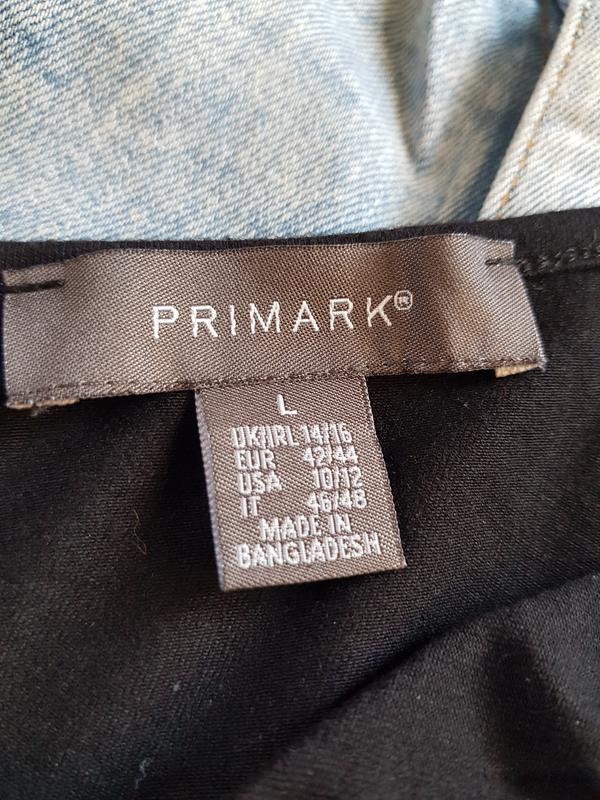 PRIMARK®
L
UK/IRL 14/16
EUR 42/44
USA 10/12
IT 46/48
MADE IN
BANGLADESH